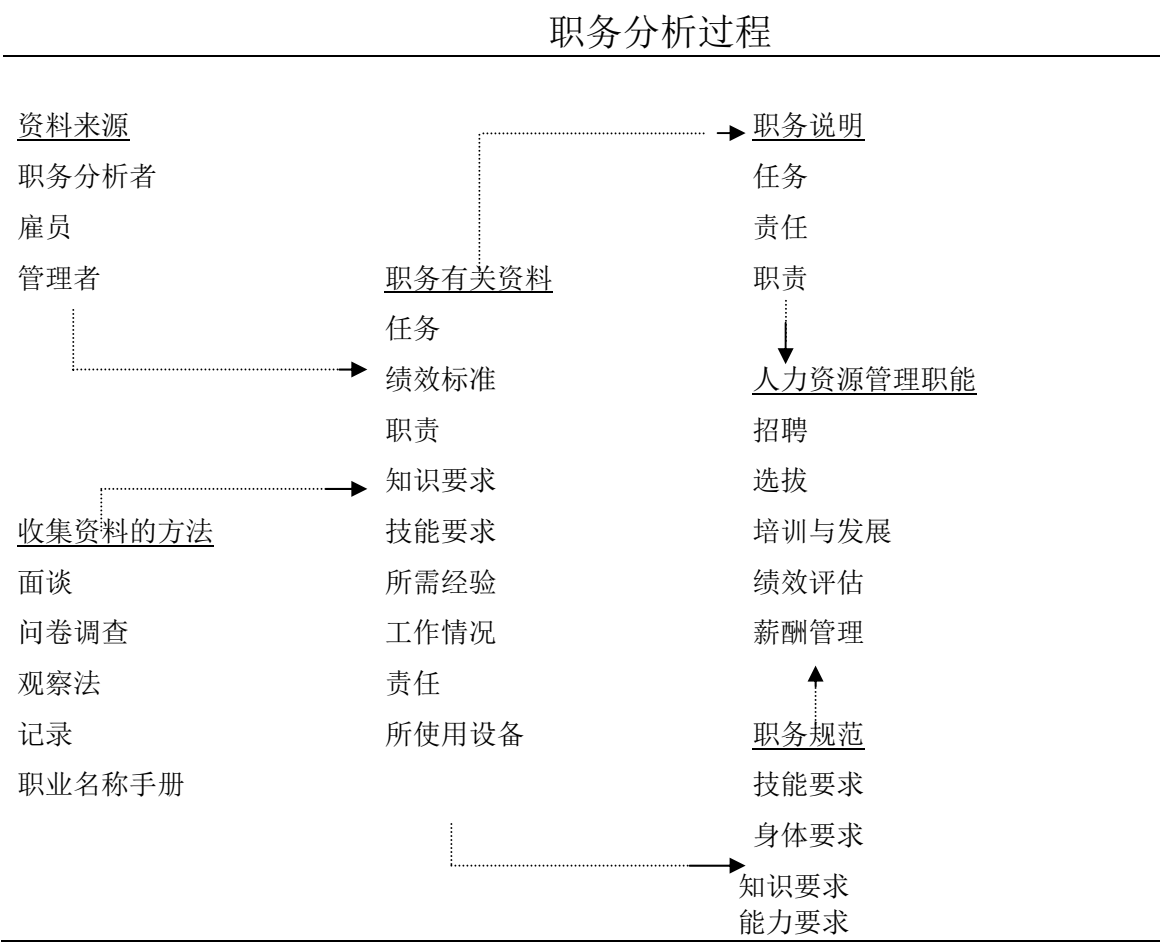 职务分析过程
资料来源
职务分析者
雇员
管理者
收集资料的方法
面谈
问卷调查
观察法
记录
职业名称手册
职务有关资料
任务
绩效标准
职责
知识要求
技能要求
所需经验
工作情况
责任
所使用设备
职务说明
任务
责任
职责
人力资源管理职能
招聘
选拔
培训与发展
绩效评估
薪酬管理
职务规范
技能要求
身体要求
知识要求
能力要求